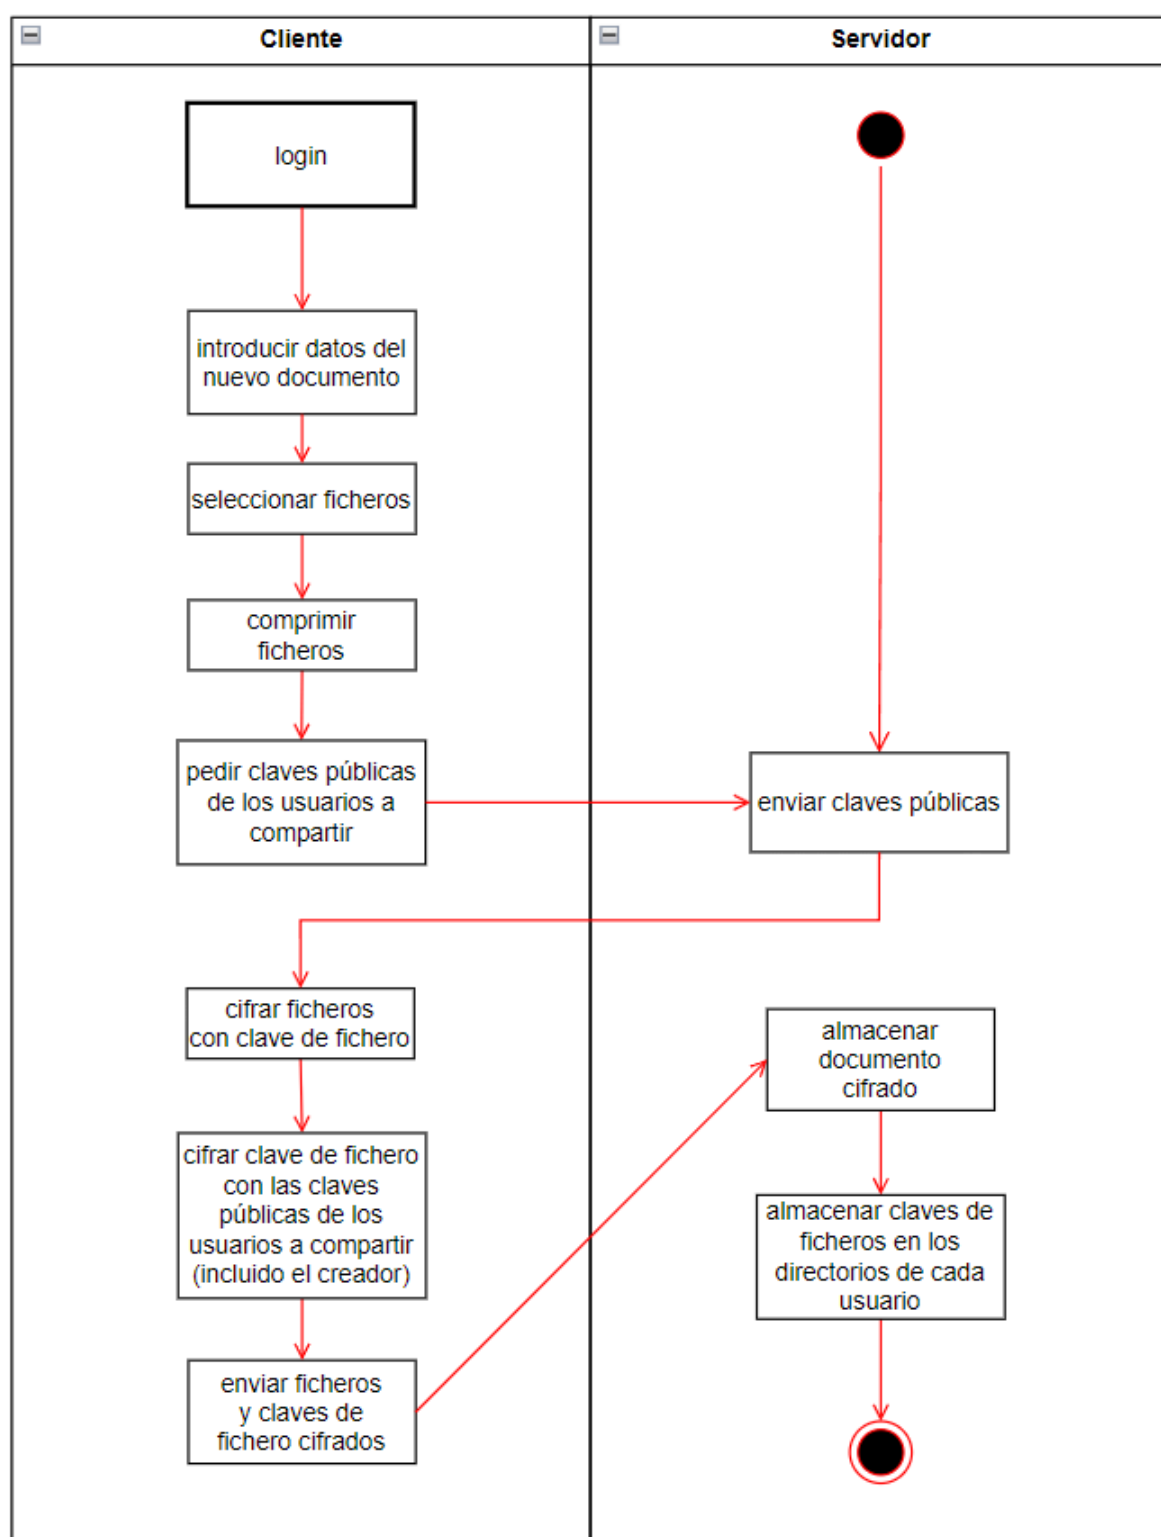 Cliente
Servidor
login
introducir datos del
nuevo documento
seleccionar ficheros
comprimir
ficheros
pedir claves públicas
de los usuarios a
compartir
enviar claves públicas
cifrar ficheros
con clave de fichero
almacenar
documento
cifrado
cifrar clave de fichero
con las claves
públicas de los
usuarios a compartir
(incluido el creador)
almacenar claves de
ficheros en los
directorios de cada
usuario
enviar ficheros
y claves de
fichero cifrados